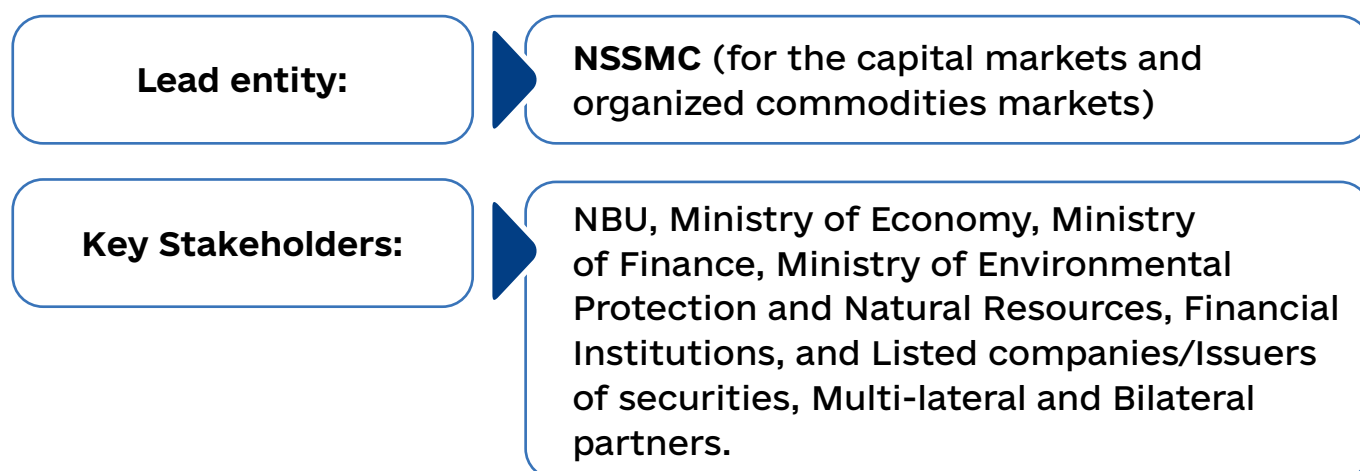 Lead entity:
NSSMC (for the capital markets and
organized commodities markets)
Key Stakeholders:
NBU, Ministry of Economy, Ministry
of Finance, Ministry of Environmental
Protection and Natural Resources, Financial
Institutions, and Listed companies/Issuers
of securities, Multi-lateral and Bilateral
partners.